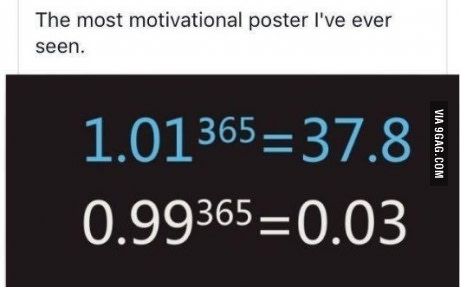 The most motivational poster I've ever
seen.
1.01³⁶⁵=37.8
0.99³⁶⁵=0.03
VIA 9GAG.COM